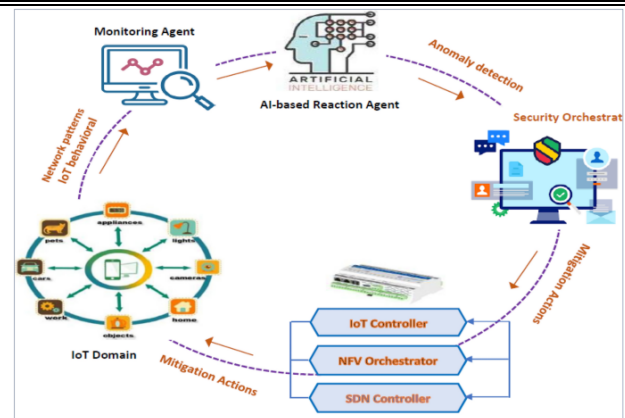 Monitoring Agent
ARTIFICIAL
INTELLIGENCE
AI-based Reaction Agent
Anomaly detection
Security Orchestrat
Network patterns
IoT behavioral
appliances
pets
lights
cars
cameras
work
home
objects
IoT Domain
Mitigation Actions
IoT Controller
NFV Orchestrator
SDN Controller
Mitigation Actions